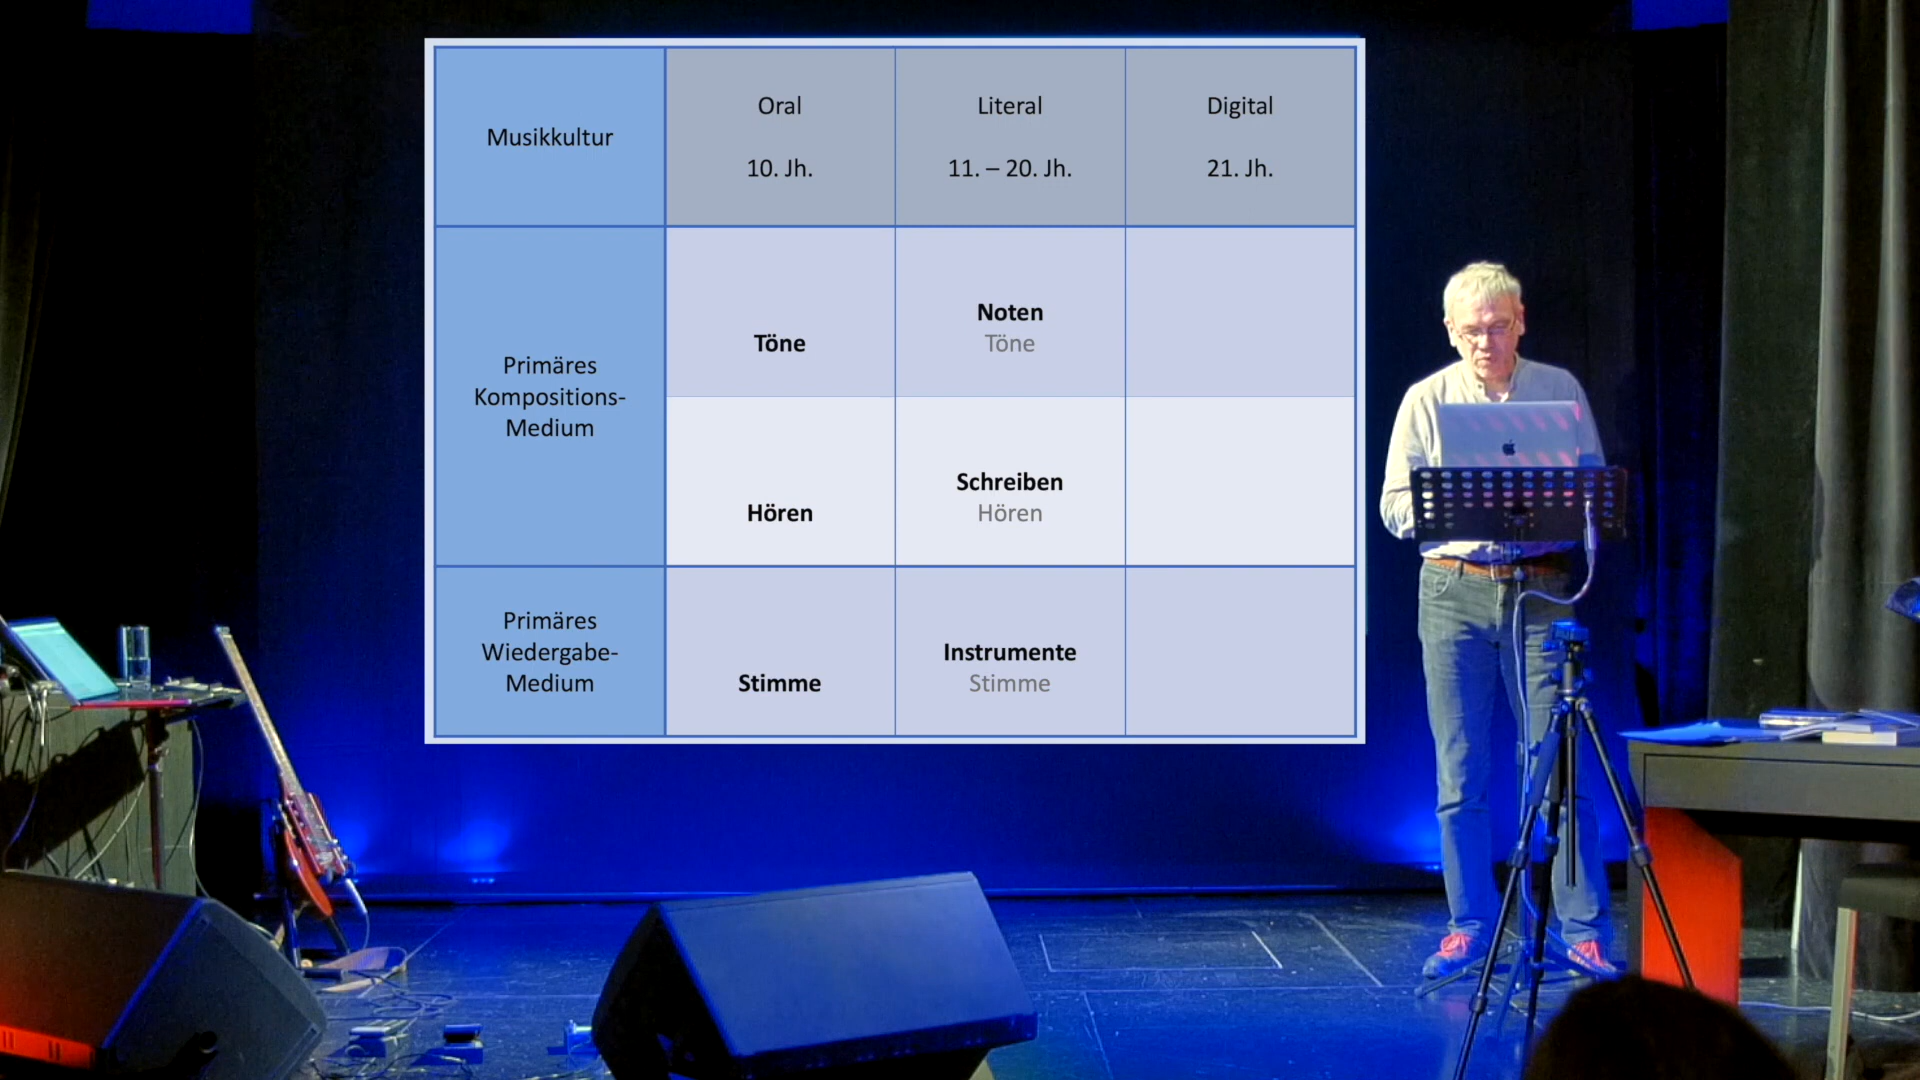 Musikkultur
Oral
10. Jh.
Literal
11. – 20. Jh.
Digital
21. Jh.
Primäres
Kompositions-
Medium
Töne
Noten
Töne
Hören
Schreiben
Hören
Primäres
Wiedergabe-
Medium
Stimme
Instrumente
Stimme